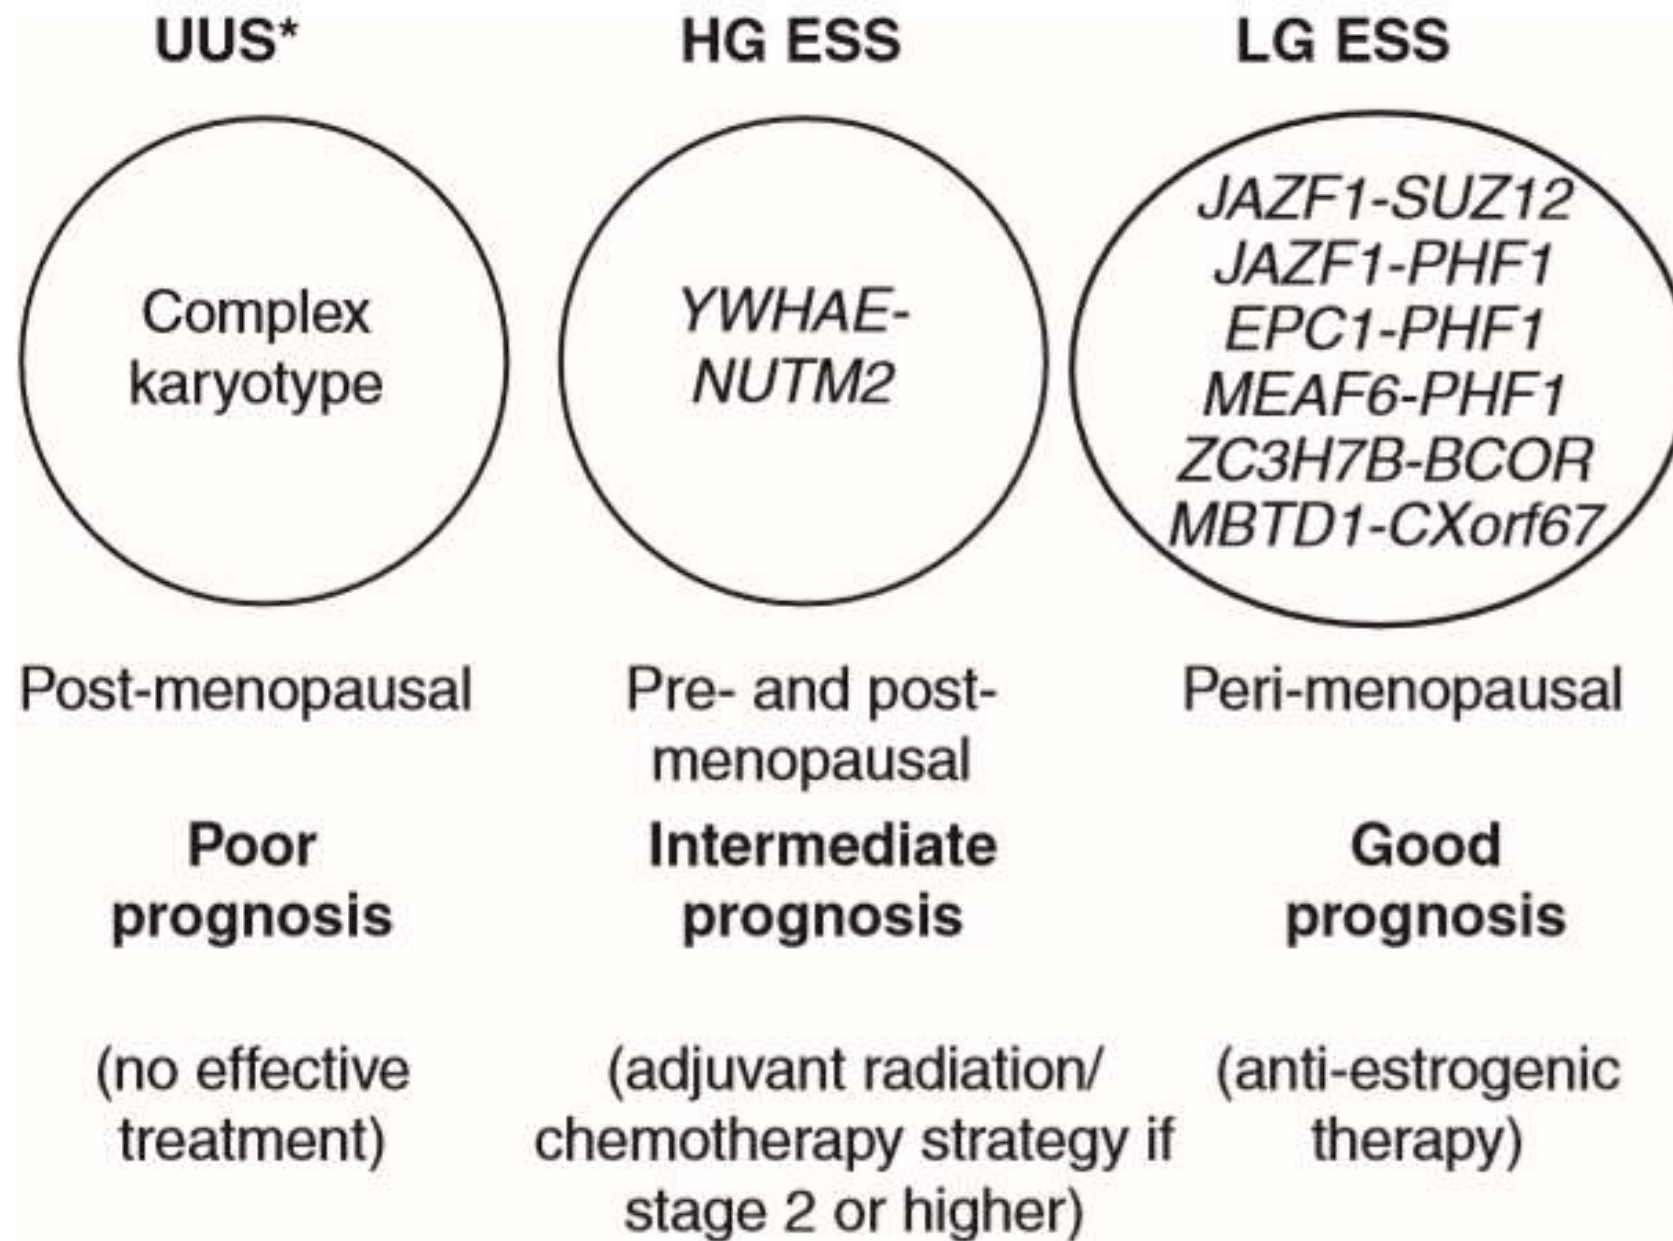 UUS*
Complex
karyotype
Post-menopausal
Poor
prognosis
(no effective
treatment)
HG ESS
YWHAE-
NUTM2
Pre- and post-
menopausal
Intermediate
prognosis
(adjuvant radiation/
chemotherapy strategy if
stage 2 or higher)
LG ESS
JAZF1-SUZ12
JAZF1-PHF1
EPC1-PHF1
MEAF6-PHF1
ZC3H7B-BCOR
MBTD1-CXorf67
Peri-menopausal
Good
prognosis
(anti-estrogenic
therapy)